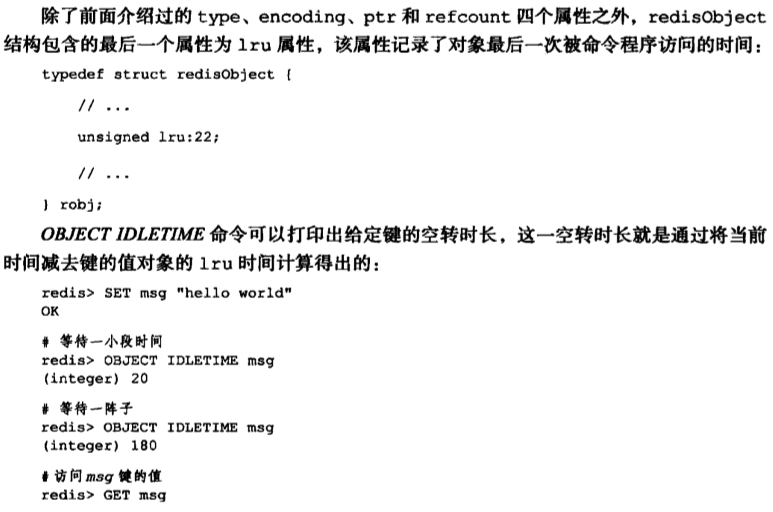 除了前面介绍过的 type、encoding、ptr 和 refcount 四个属性之外，redisObject
结构包含的最后一个属性为 lru 属性，该属性记录了对象最后一次被命令程序访问的时间：
typedef struct redisObject {
// ...
unsigned lru:22;
// ...
} robj;
OBJECT IDLETIME 命令可以打印出给定键的空转时长，这一空转时长就是通过将当前
时间减去键的值对象的 lru 时间计算得出的：
redis> SET msg "hello world"
OK
# 等待一小段时间
redis> OBJECT IDLETIME msg
(integer) 20
# 等待一阵子
redis> OBJECT IDLETIME msg
(integer) 180
# 访问 msg 键的值
redis> GET msg